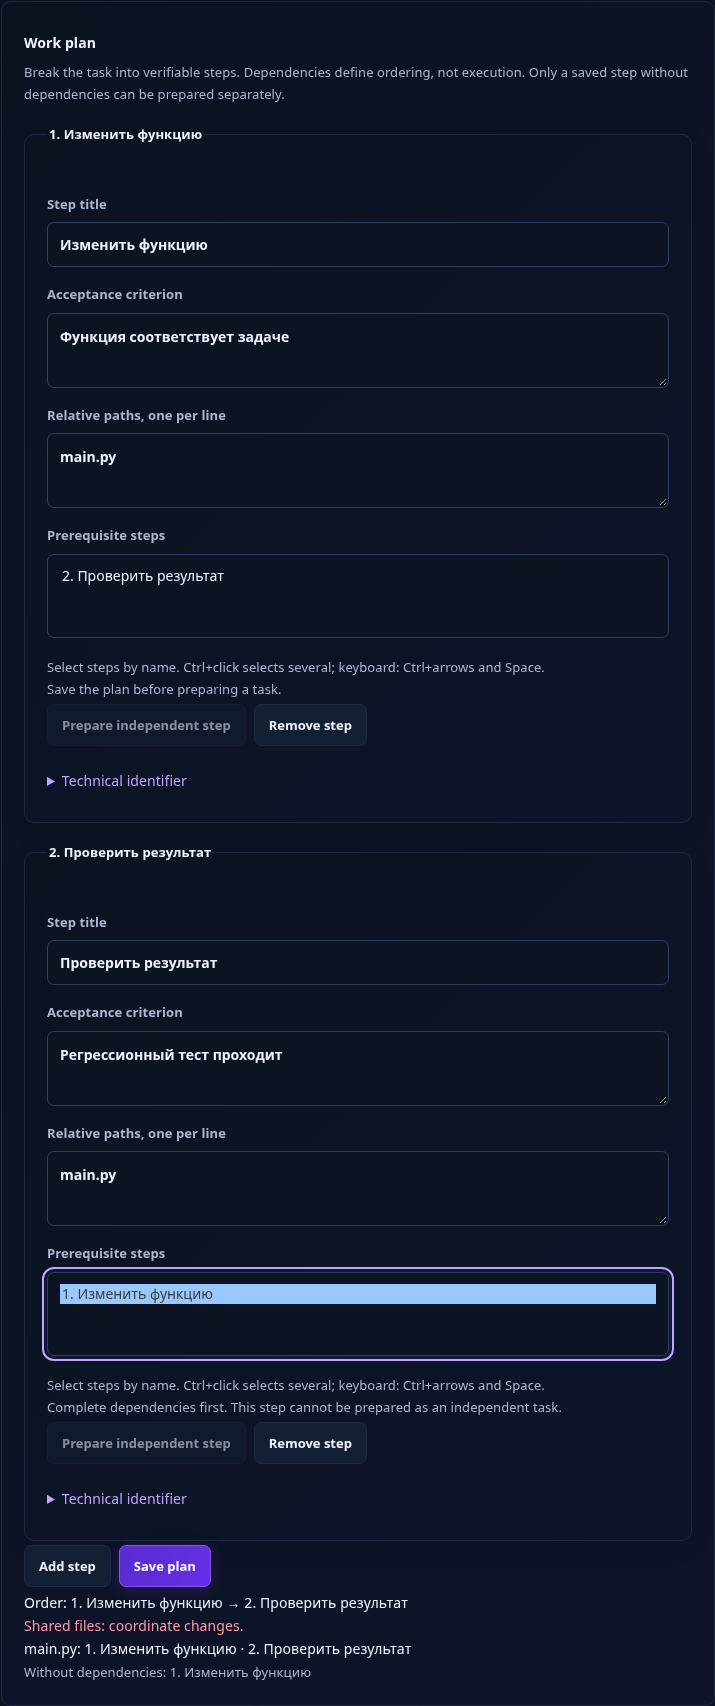 Work plan
Break the task into verifiable steps. Dependencies define ordering, not execution. Only a saved step without
dependencies can be prepared separately.
1. Изменить функцию
Step title
Изменить функцию
Acceptance criterion
Функция соответствует задаче
Relative paths, one per line
main.py
Prerequisite steps
2. Проверить результат
Select steps by name. Ctrl+click selects several; keyboard: Ctrl+arrows and Space.
Save the plan before preparing a task.
Prepare independent step Remove step
▶ Technical identifier
2. Проверить результат
Step title
Проверить результат
Acceptance criterion
Регрессионный тест проходит
Relative paths, one per line
main.py
Prerequisite steps
1. Изменить функцию
Select steps by name. Ctrl+click selects several; keyboard: Ctrl+arrows and Space.
Complete dependencies first. This step cannot be prepared as an independent task.
Prepare independent step Remove step
▶ Technical identifier
Add step Save plan
Order: 1. Изменить функцию → 2. Проверить результат
Shared files: coordinate changes.
main.py: 1. Изменить функцию · 2. Проверить результат
Without dependencies: 1. Изменить функцию